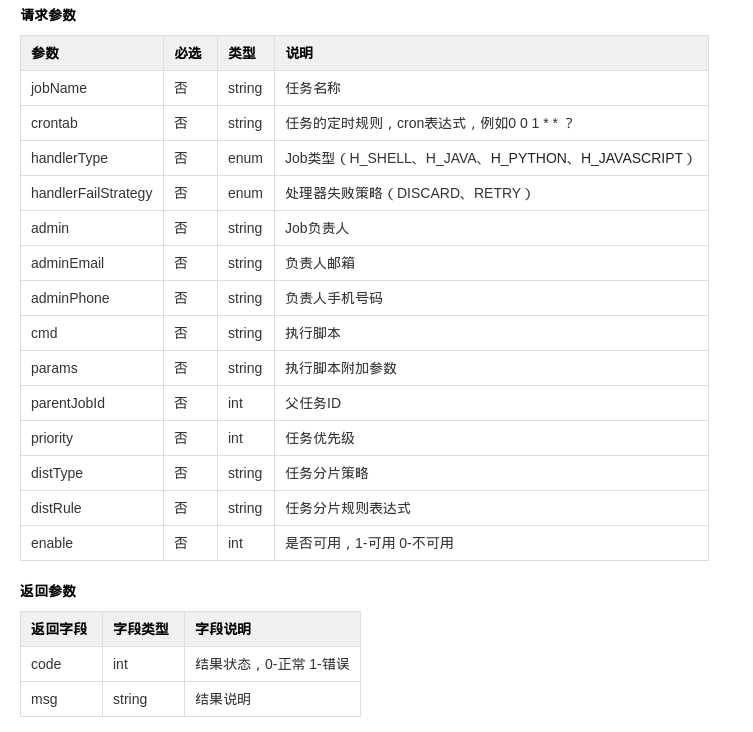 请求参数
参数 必选 类型 说明
jobName 否 string 任务名称
crontab 否 string 任务的定时规则，cron表达式，例如0 0 1 * * ？
handlerType 否 enum Job类型（H_SHELL、H_JAVA、H_PYTHON、H_JAVASCRIPT）
handlerFailStrategy 否 enum 处理器失败策略（DISCARD、RETRY）
admin 否 string Job负责人
adminEmail 否 string 负责人邮箱
adminPhone 否 string 负责人手机号码
cmd 否 string 执行脚本
params 否 string 执行脚本附加参数
parentJobId 否 int 父任务ID
priority 否 int 任务优先级
distType 否 string 任务分片策略
distRule 否 string 任务分片规则表达式
enable 否 int 是否可用，1-可用 0-不可用
返回参数
返回字段 字段类型 字段说明
code int 结果状态，0-正常 1-错误
msg string 结果说明